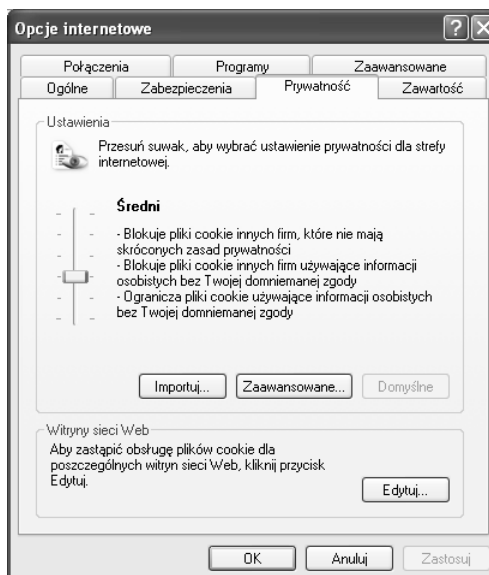 Opcje internetowe
Połączenia Programy Zaawansowane
Ogólne Zabezpieczenia Prywatność Zawartość
Ustawienia
Przesuń suwak, aby wybrać ustawienie prywatności dla strefy
internetowej.
Średni
- Blokuje pliki cookie innych firm, które nie mają
skróconych zasad prywatności
- Blokuje pliki cookie innych firm używające informacji
osobistych bez Twojej domniemanej zgody
- Ogranicza pliki cookie używające informacji osobistych
bez Twojej domniemanej zgody
Importuj... Zaawansowane... Domyślne
Witryny sieci Web
Aby zastąpić obsługę plików cookie dla
poszczególnych witryn sieci Web, kliknij przycisk
Edytuj.
Edytuj...
OK Anuluj Zastosuj